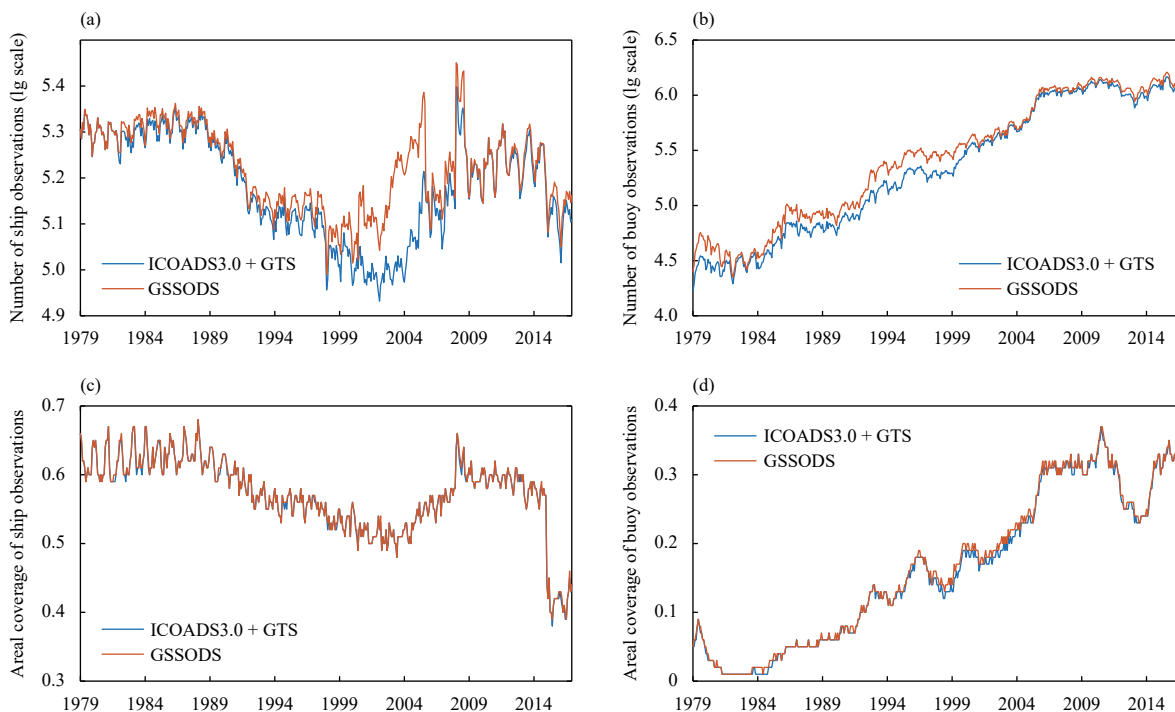 (a)
Number of ship observations (lg scale)
5.4
5.3
5.2
5.1
5.0
4.9
ICOADS3.0 + GTS
GSSODS
1979 1984 1989 1994 1999 2004 2009 2014
(b)
Number of buoy observations (lg scale)
6.5
6.0
5.5
5.0
4.5
4.0
ICOADS3.0 + GTS
GSSODS
1979 1984 1989 1994 1999 2004 2009 2014
(c)
Areal coverage of ship observations
0.7
0.6
0.5
0.4
0.3
ICOADS3.0 + GTS
GSSODS
1979 1984 1989 1994 1999 2004 2009 2014
(d)
Areal coverage of buoy observations
0.4
0.3
0.2
0.1
0
ICOADS3.0 + GTS
GSSODS
1979 1984 1989 1994 1999 2004 2009 2014